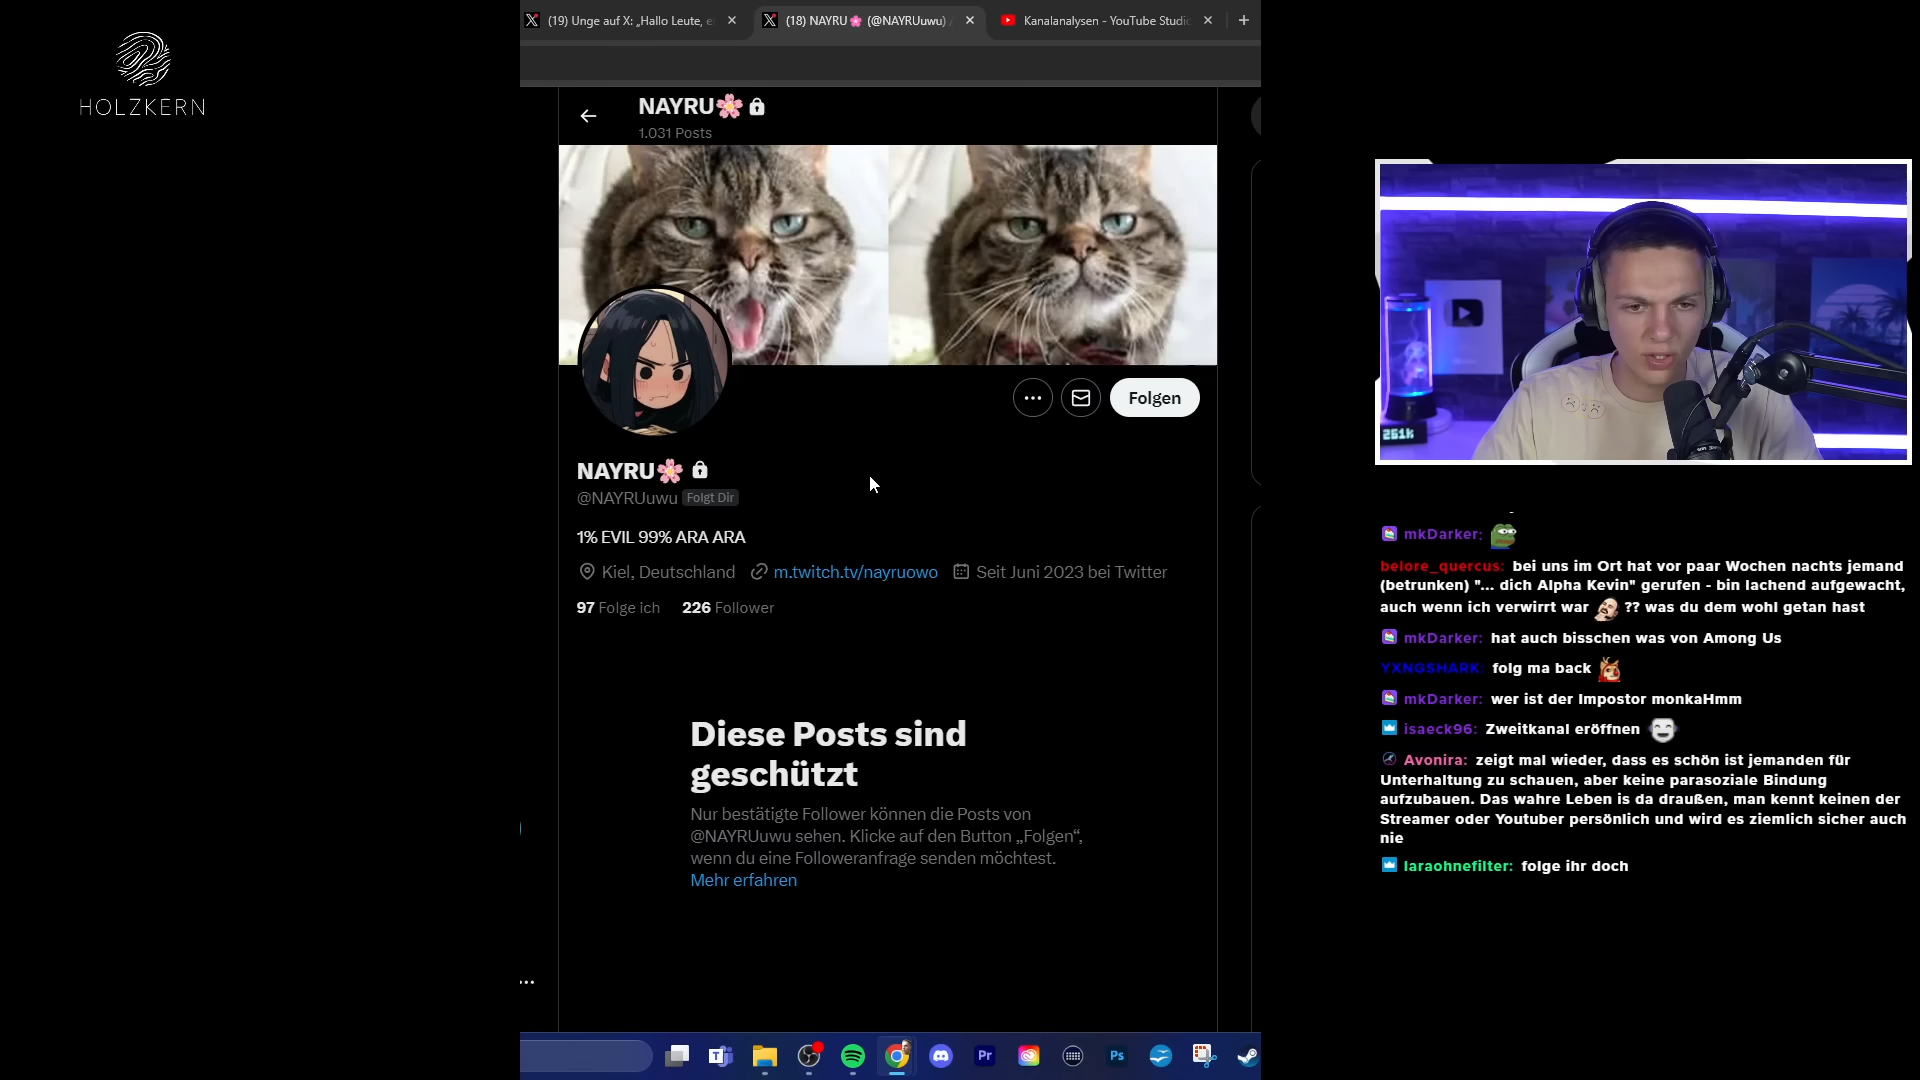 HOLZKERN
(19) Unge auf X: „Hallo Leute, e
(18) NAYRU🌸 (@NAYRUuwu) /
Kanalanalysen - YouTube Studio
NAYRU🌸
1.031 Posts
Folgen
NAYRU🌸
@NAYRUuwu Folgt Dir
1% EVIL 99% ARA ARA
Kiel, Deutschland m.twitch.tv/nayruowo Seit Juni 2023 bei Twitter
97 Folge ich 226 Follower
Diese Posts sind
geschützt
Nur bestätigte Follower können die Posts von
@NAYRUuwu sehen. Klicke auf den Button „Folgen“,
wenn du eine Followeranfrage senden möchtest.
Mehr erfahren
261k
mkDarker:
belore_quercus: bei uns im Ort hat vor paar Wochen nachts jemand
(betrunken) "... dich Alpha Kevin" gerufen - bin lachend aufgewacht,
auch wenn ich verwirrt war ?? was du dem wohl getan hast
mkDarker: hat auch bisschen was von Among Us
YXNGSHARK: folg ma back
mkDarker: wer ist der Impostor monkaHmm
isaeck96: Zweitkanal eröffnen
Avonira: zeigt mal wieder, dass es schön ist jemanden für
Unterhaltung zu schauen, aber keine parasoziale Bindung
aufzubauen. Das wahre Leben is da draußen, man kennt keinen der
Streamer oder Youtuber persönlich und wird es ziemlich sicher auch
nie
laraohnefilter: folge ihr doch
Pr
Ps